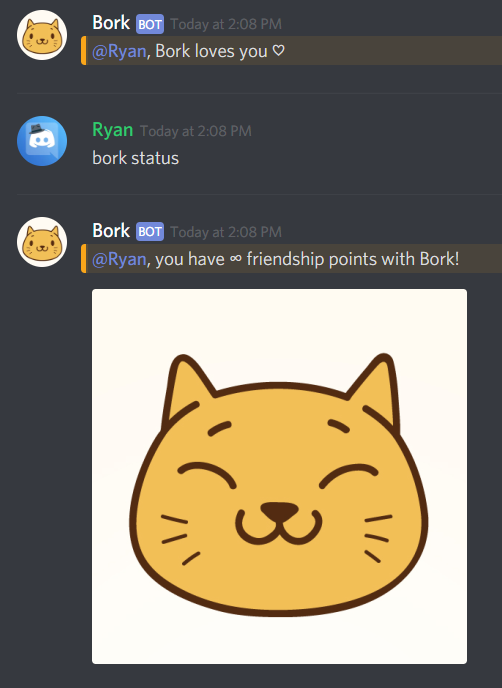 Bork BOT Today at 2:08 PM
@Ryan, Bork loves you ♡
Ryan Today at 2:08 PM
bork status
Bork BOT Today at 2:08 PM
@Ryan, you have ∞ friendship points with Bork!